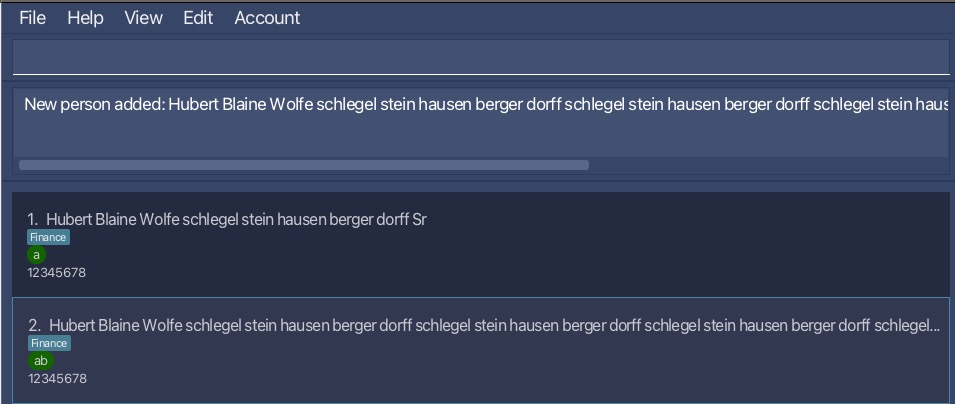 File Help View Edit Account
New person added: Hubert Blaine Wolfe schlegel stein hausen berger dorff schlegel stein hausen berger dorff schlegel stein haus
1. Hubert Blaine Wolfe schlegel stein hausen berger dorff Sr
Finance
a
12345678
2. Hubert Blaine Wolfe schlegel stein hausen berger dorff schlegel stein hausen berger dorff schlegel stein hausen berger dorff schlegel...
Finance
ab
12345678